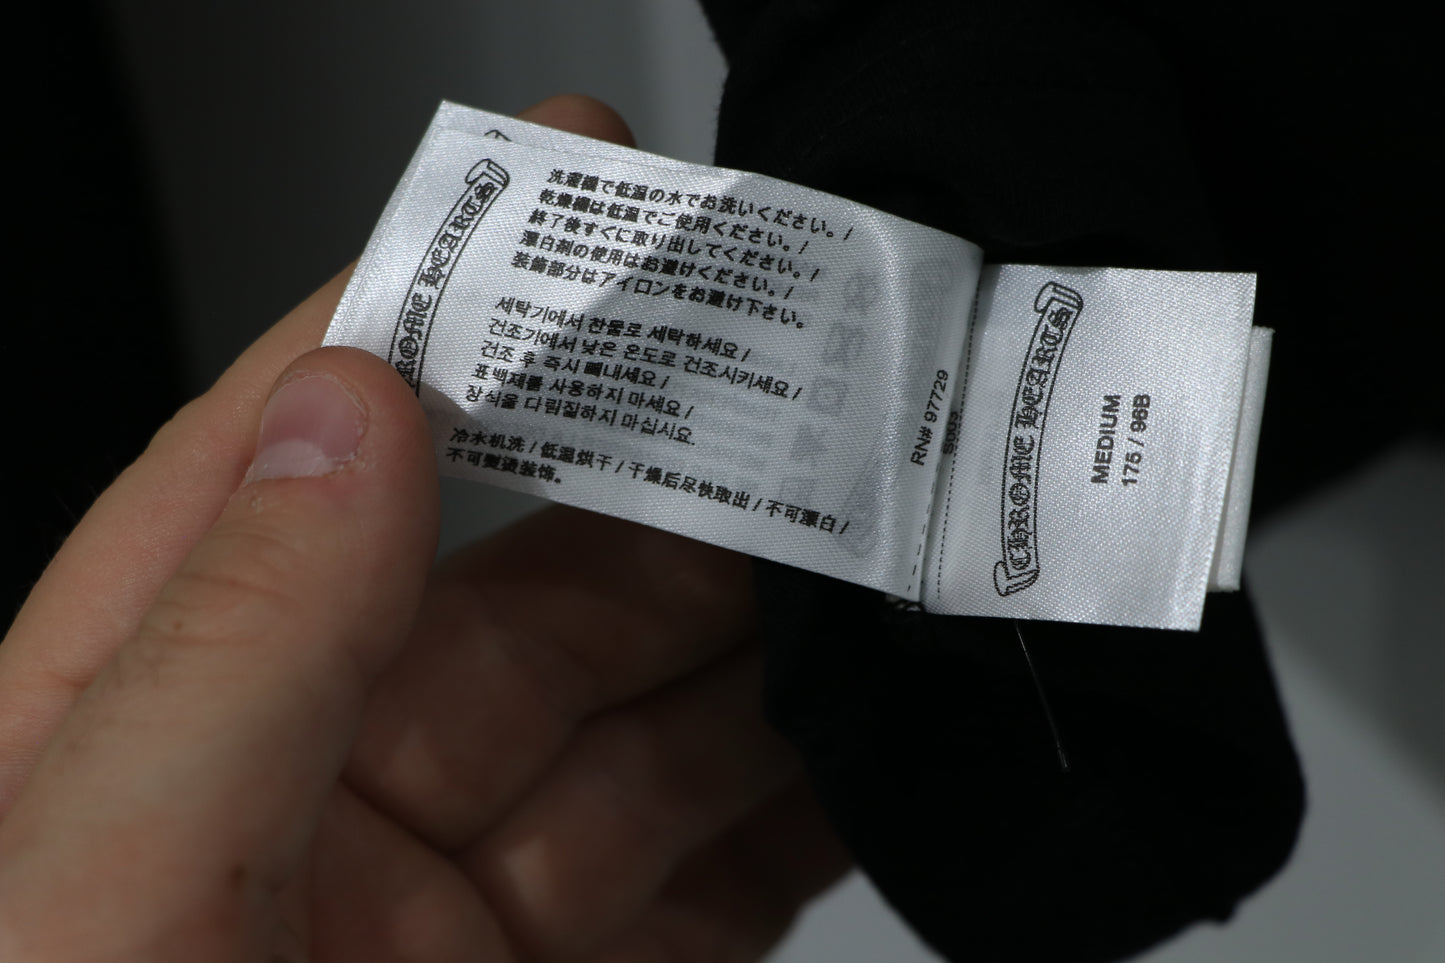 CHROME HEARTS
洗濯機で低温の水でお洗いください。/
乾燥機は低温でご使用ください。/
終了後すぐに取り出してください。/
漂白剤の使用はお避けください。/
装飾部分はアイロンをお避け下さい。
세탁기에서 찬물로 세탁하세요 /
건조기에서 낮은 온도로 건조시키세요 /
건조 후 즉시 빼내세요 /
표백재를 사용하지 마세요 /
장식을 다림질하지 마십시요.
冷水机洗 / 低温烘干 / 干燥后尽快取出 / 不可漂白 /
不可熨烫装饰。
RN# 97729
CHROME HEARTS
MEDIUM
175 / 96B